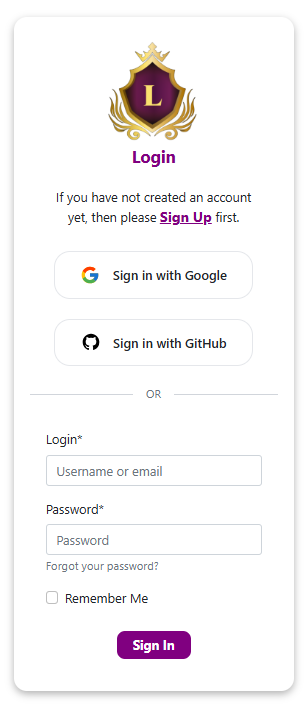 L
Login
If you have not created an account
yet, then please Sign Up first.
Sign in with Google
Sign in with GitHub
OR
Login*
Username or email
Password*
Password
Forgot your password?
Remember Me
Sign In